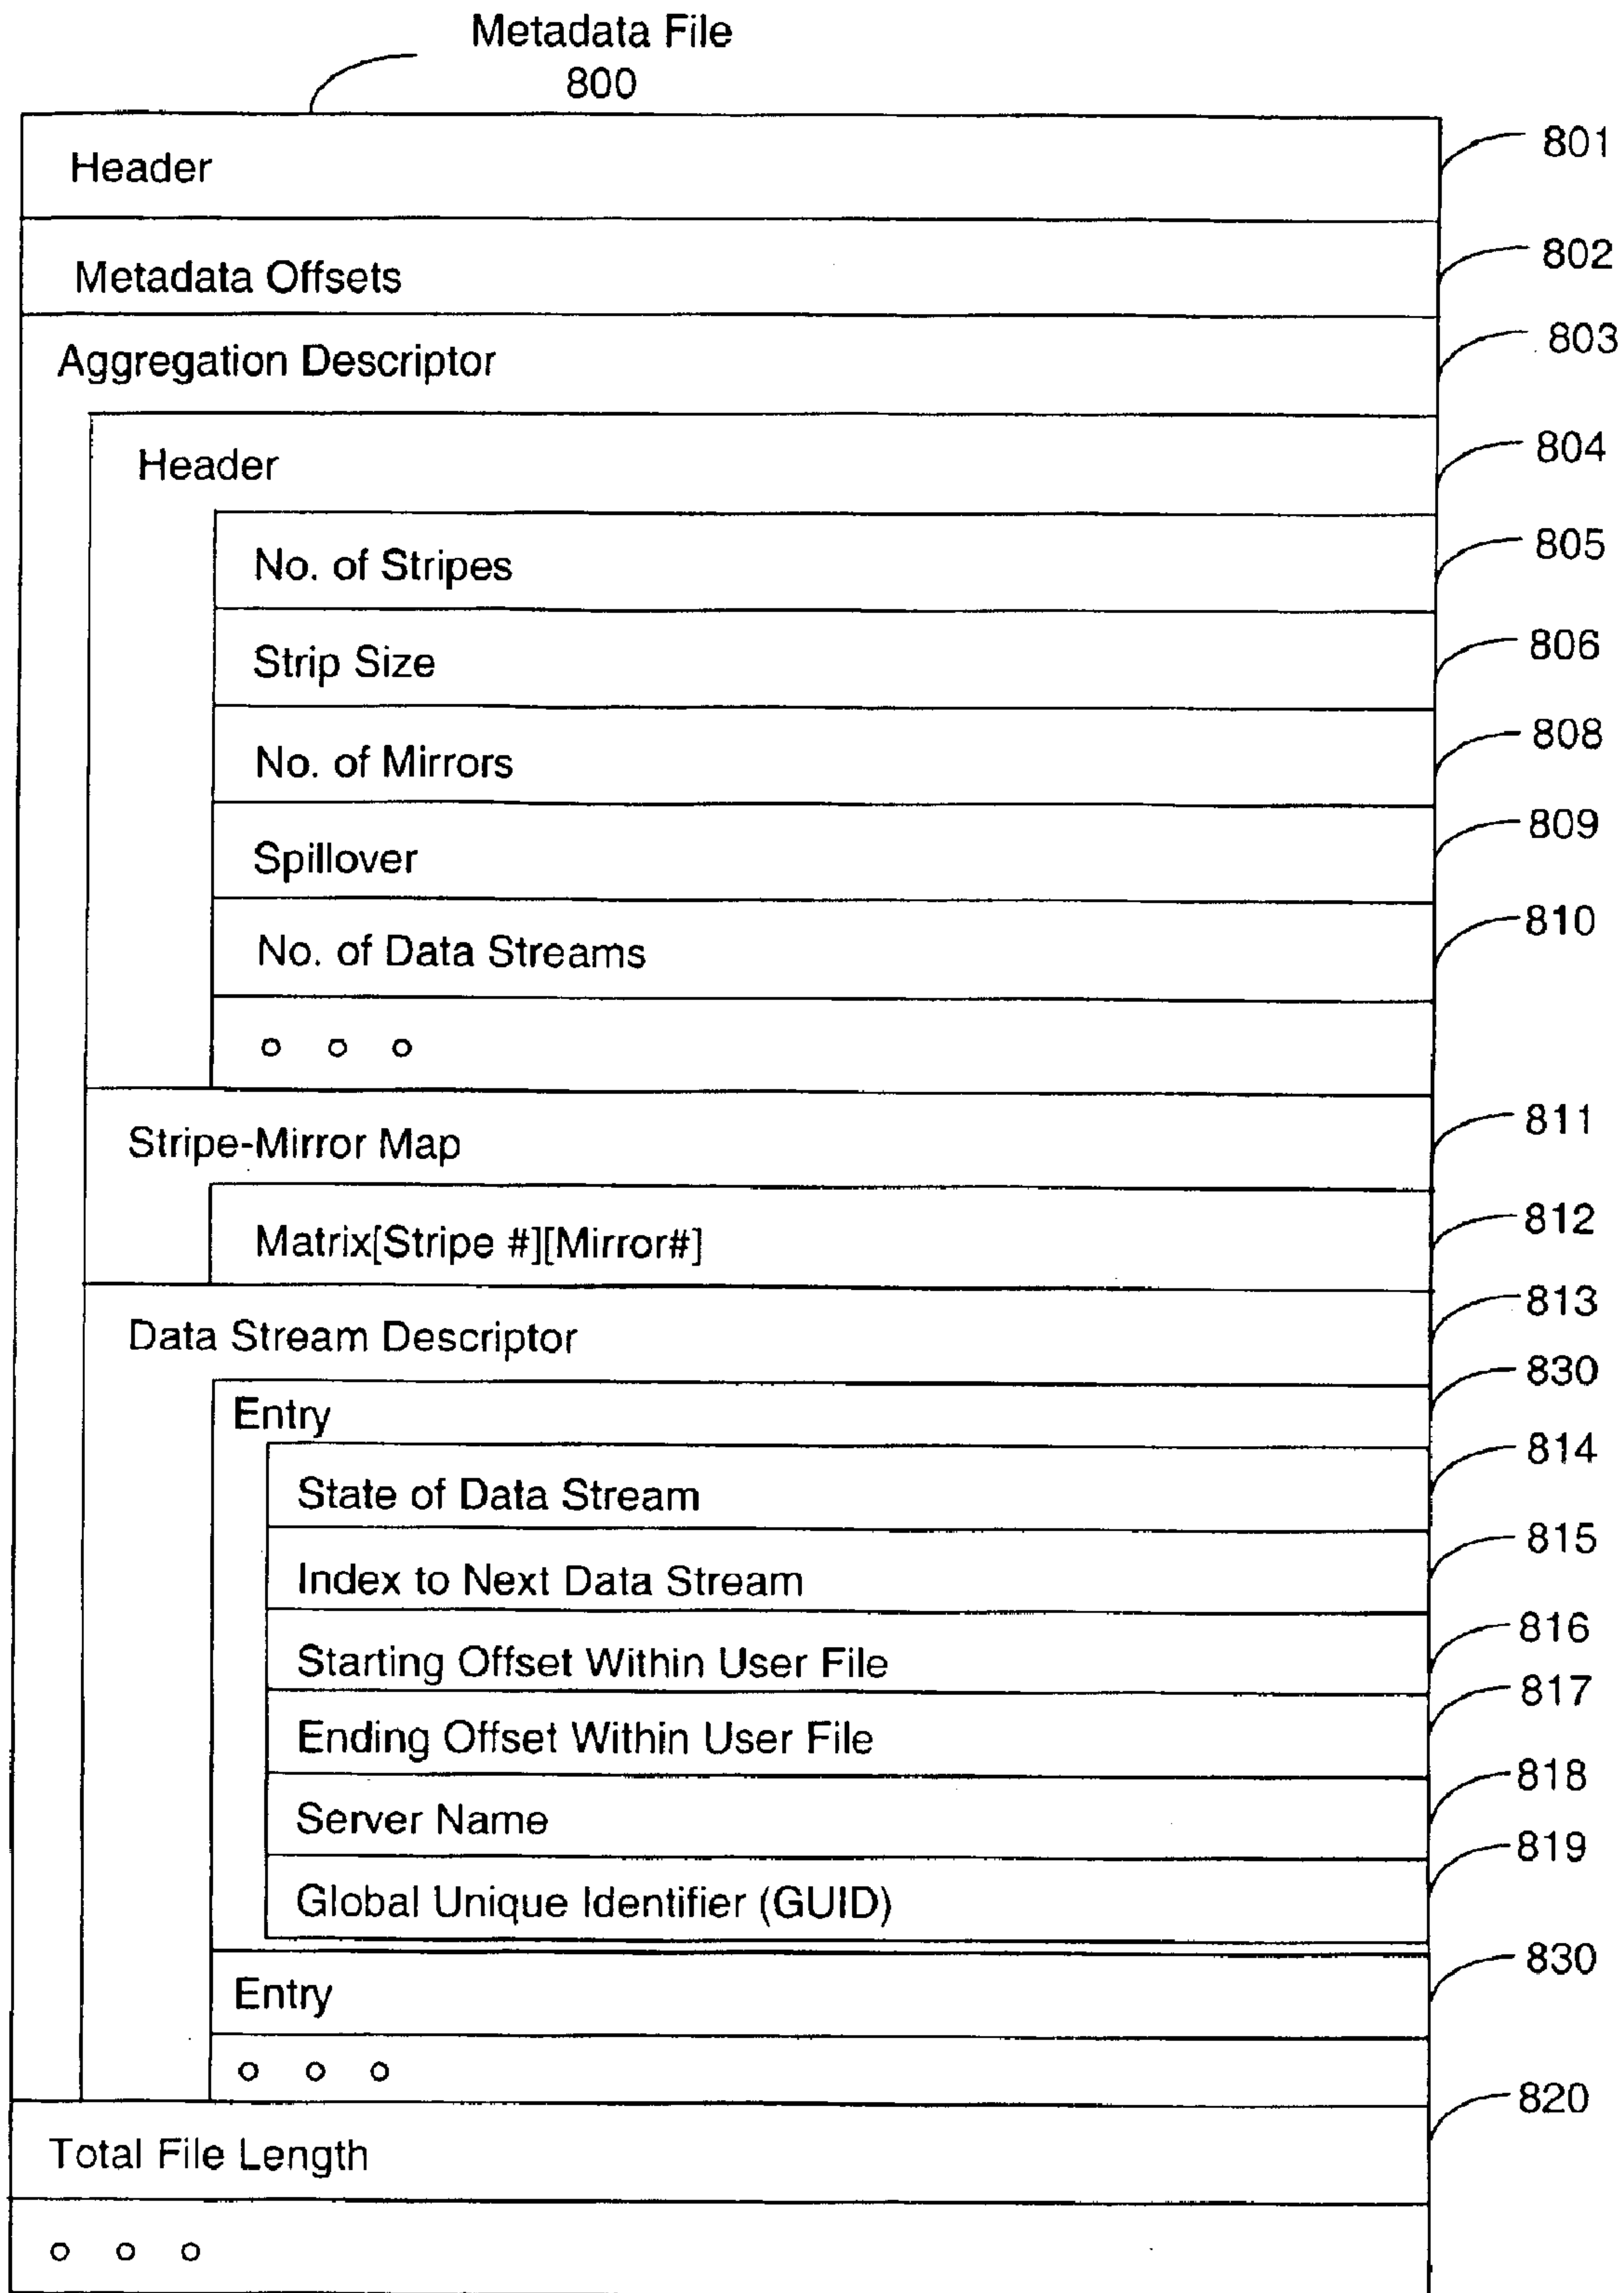 Metadata File
800
Header 801
Metadata Offsets 802
Aggregation Descriptor 803
Header 804
No. of Stripes 805
Strip Size 806
No. of Mirrors 808
Spillover 809
No. of Data Streams 810
Stripe-Mirror Map 811
Matrix[Stripe #][Mirror#] 812
Data Stream Descriptor 813
Entry 830
State of Data Stream 814
Index to Next Data Stream 815
Starting Offset Within User File 816
Ending Offset Within User File 817
Server Name 818
Global Unique Identifier (GUID) 819
Entry 830
Total File Length 820